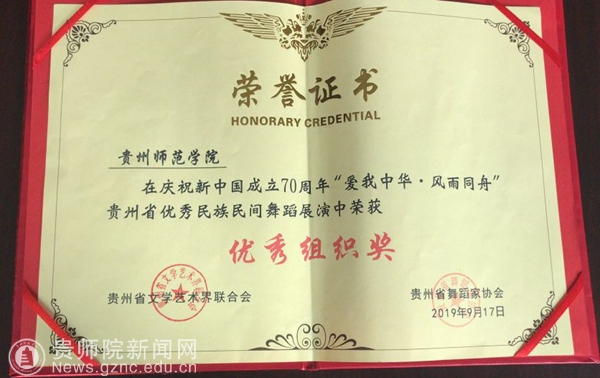 荣誉证书
HONORARY CREDENTIAL
贵州师范学院
在庆祝新中国成立70周年“爱我中华·风雨同舟”
贵州省优秀民族民间舞蹈展演中荣获
优秀组织奖
贵州省文学艺术界联合会
贵州省舞蹈家协会
2019年9月17日
贵师院新闻网
News.gznc.edu.cn